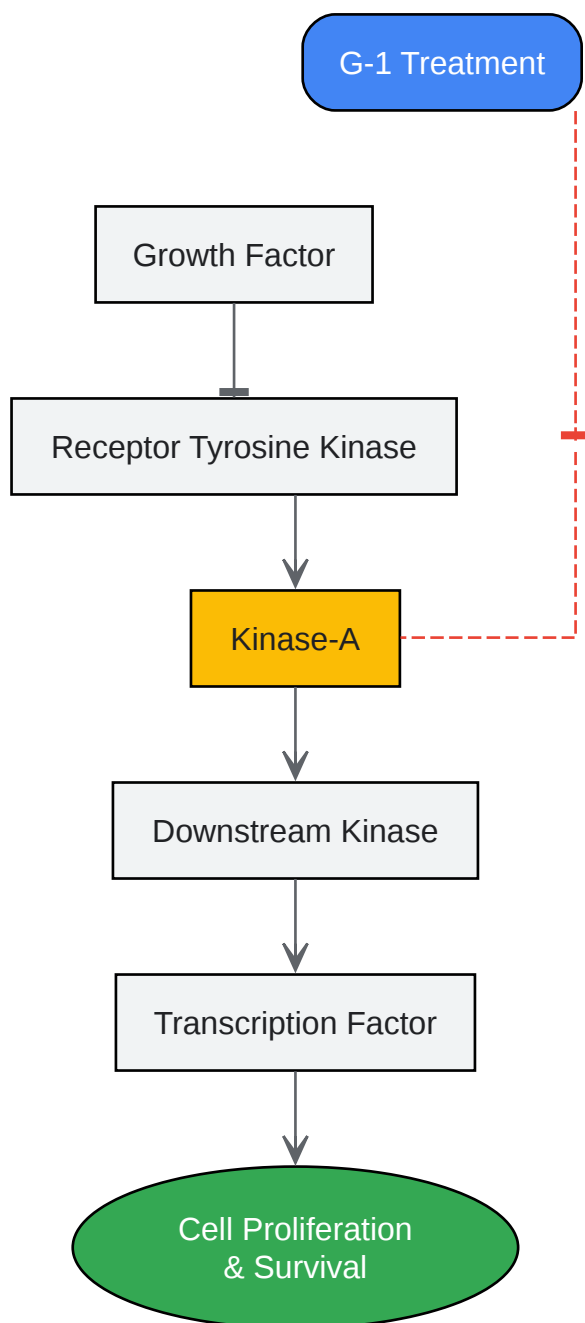 G-1 Treatment
Growth Factor
Receptor Tyrosine Kinase
Kinase-A
Downstream Kinase
Transcription Factor
Cell Proliferation
& Survival